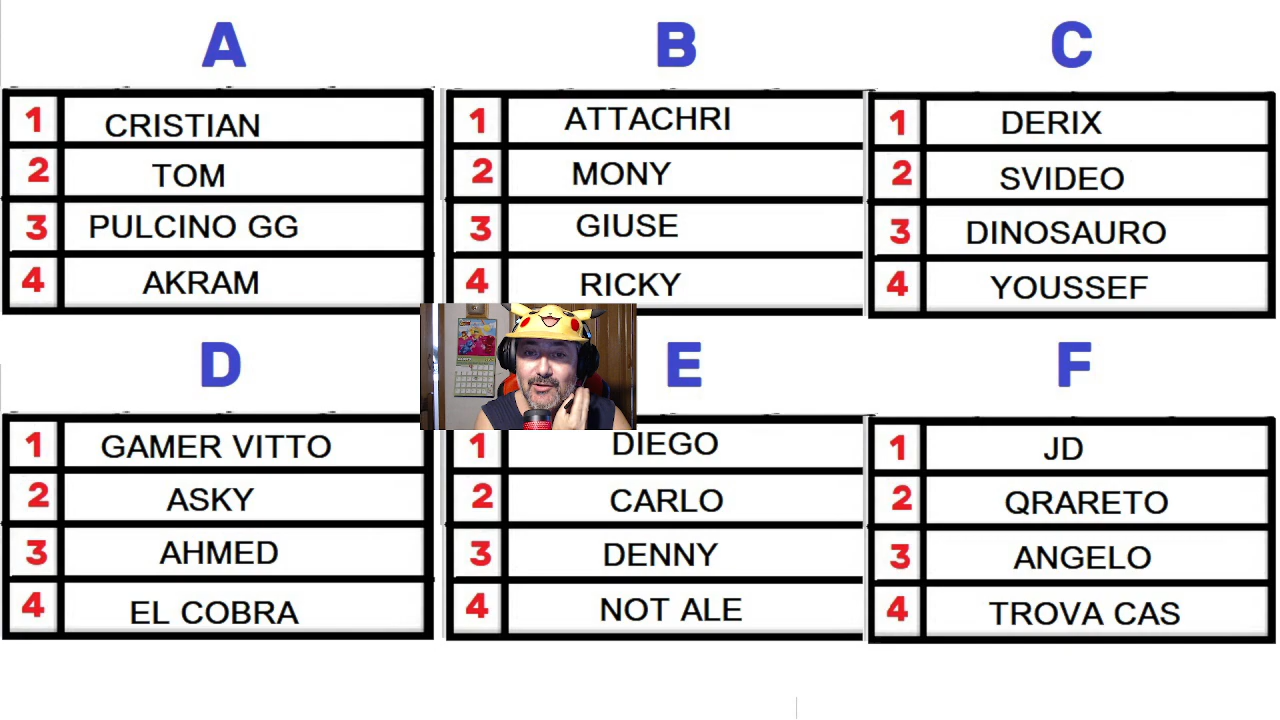 A
1 CRISTIAN
2 TOM
3 PULCINO GG
4 AKRAM
B
1 ATTACHRI
2 MONY
3 GIUSE
4 RICKY
C
1 DERIX
2 SVIDEO
3 DINOSAURO
4 YOUSSEF
D
1 GAMER VITTO
2 ASKY
3 AHMED
4 EL COBRA
E
1 DIEGO
2 CARLO
3 DENNY
4 NOT ALE
F
1 JD
2 QRARETO
3 ANGELO
4 TROVA CAS